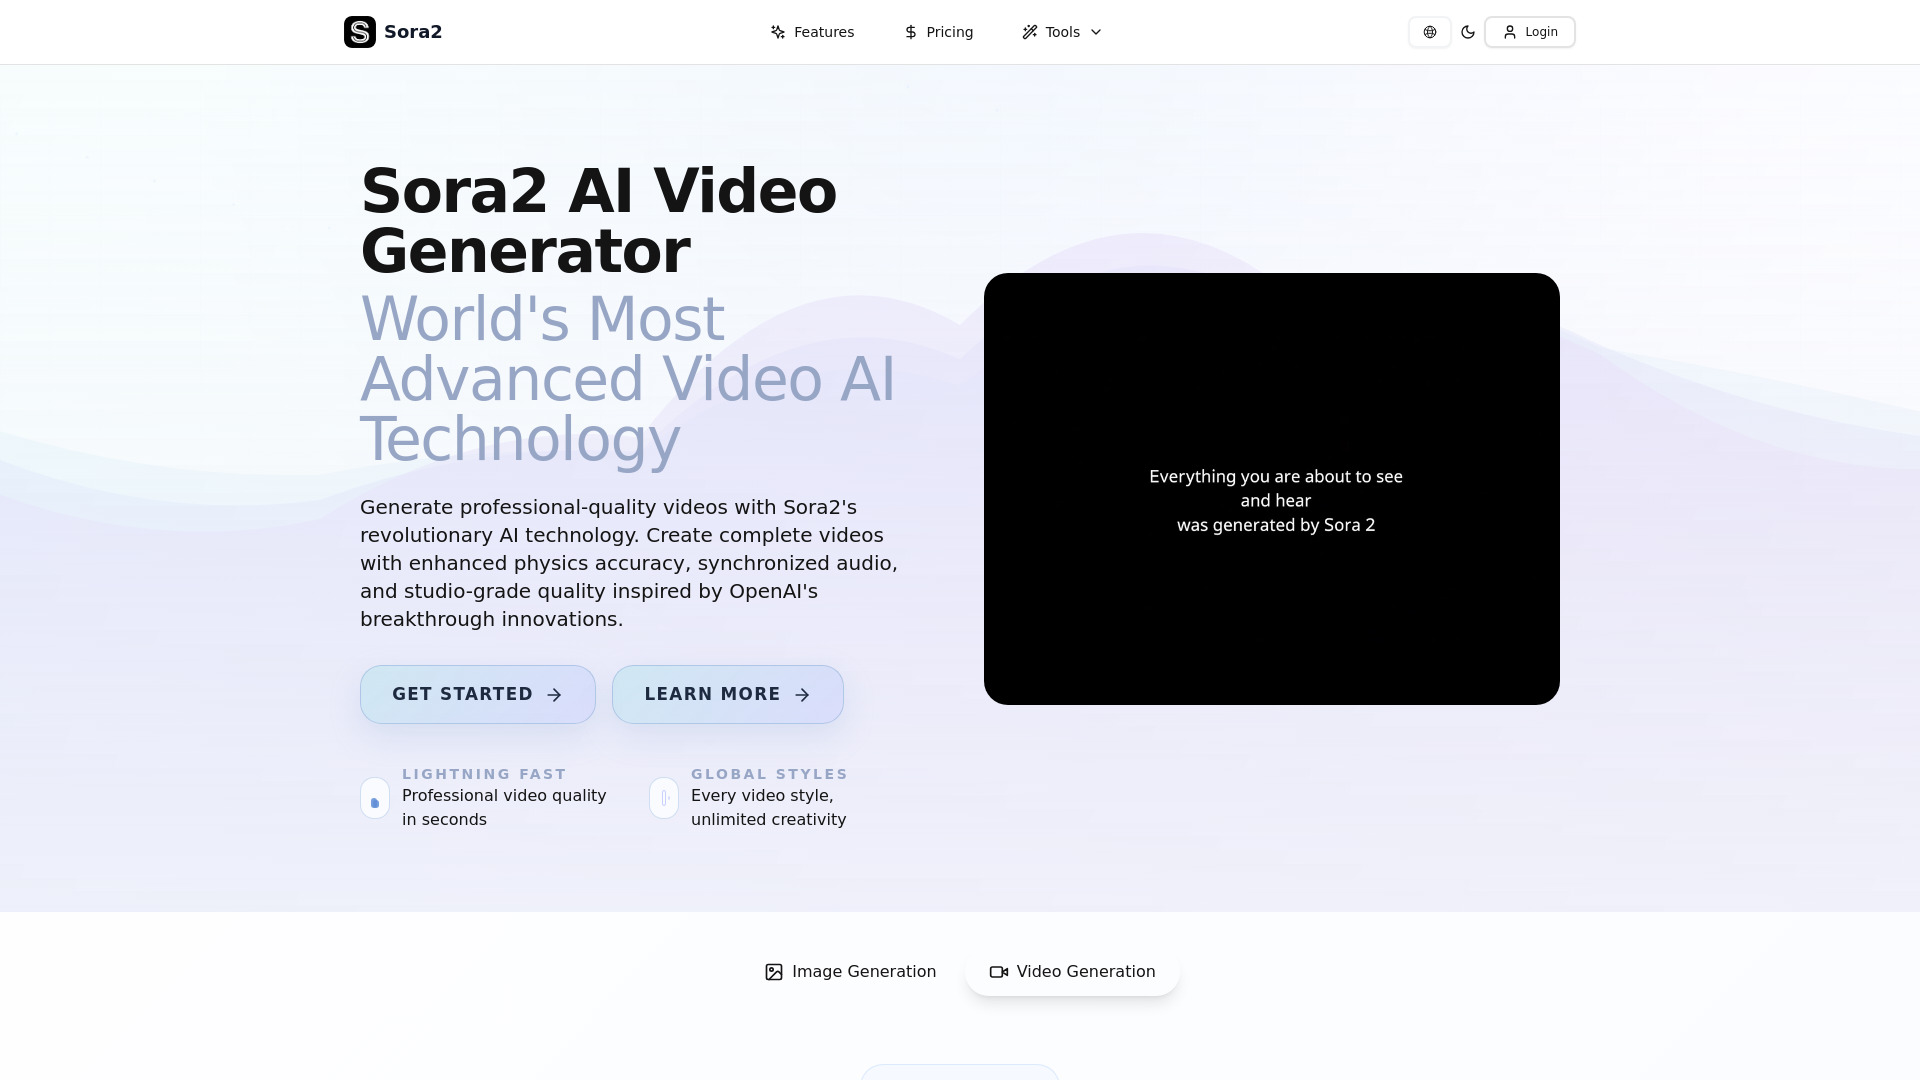 Sora2
Features
Pricing
Tools
Login
Sora2 AI Video
Generator
World's Most
Advanced Video AI
Technology
Generate professional-quality videos with Sora2's
revolutionary AI technology. Create complete videos
with enhanced physics accuracy, synchronized audio,
and studio-grade quality inspired by OpenAI's
breakthrough innovations.
GET STARTED
LEARN MORE
LIGHTNING FAST
Professional video quality
in seconds
GLOBAL STYLES
Every video style,
unlimited creativity
Everything you are about to see
and hear
was generated by Sora 2
Image Generation
Video Generation